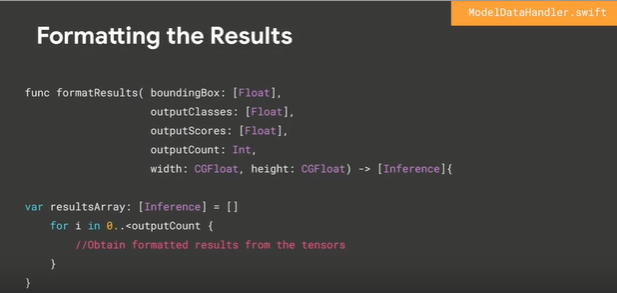 ModelDataHandler.swift
Formatting the Results
func formatResults( boundingBox: [Float],
outputClasses: [Float],
outputScores: [Float],
outputCount: Int,
width: CGFloat, height: CGFloat) -> [Inference]{
var resultsArray: [Inference] = []
for i in 0..<outputCount {
//Obtain formatted results from the tensors
}
}